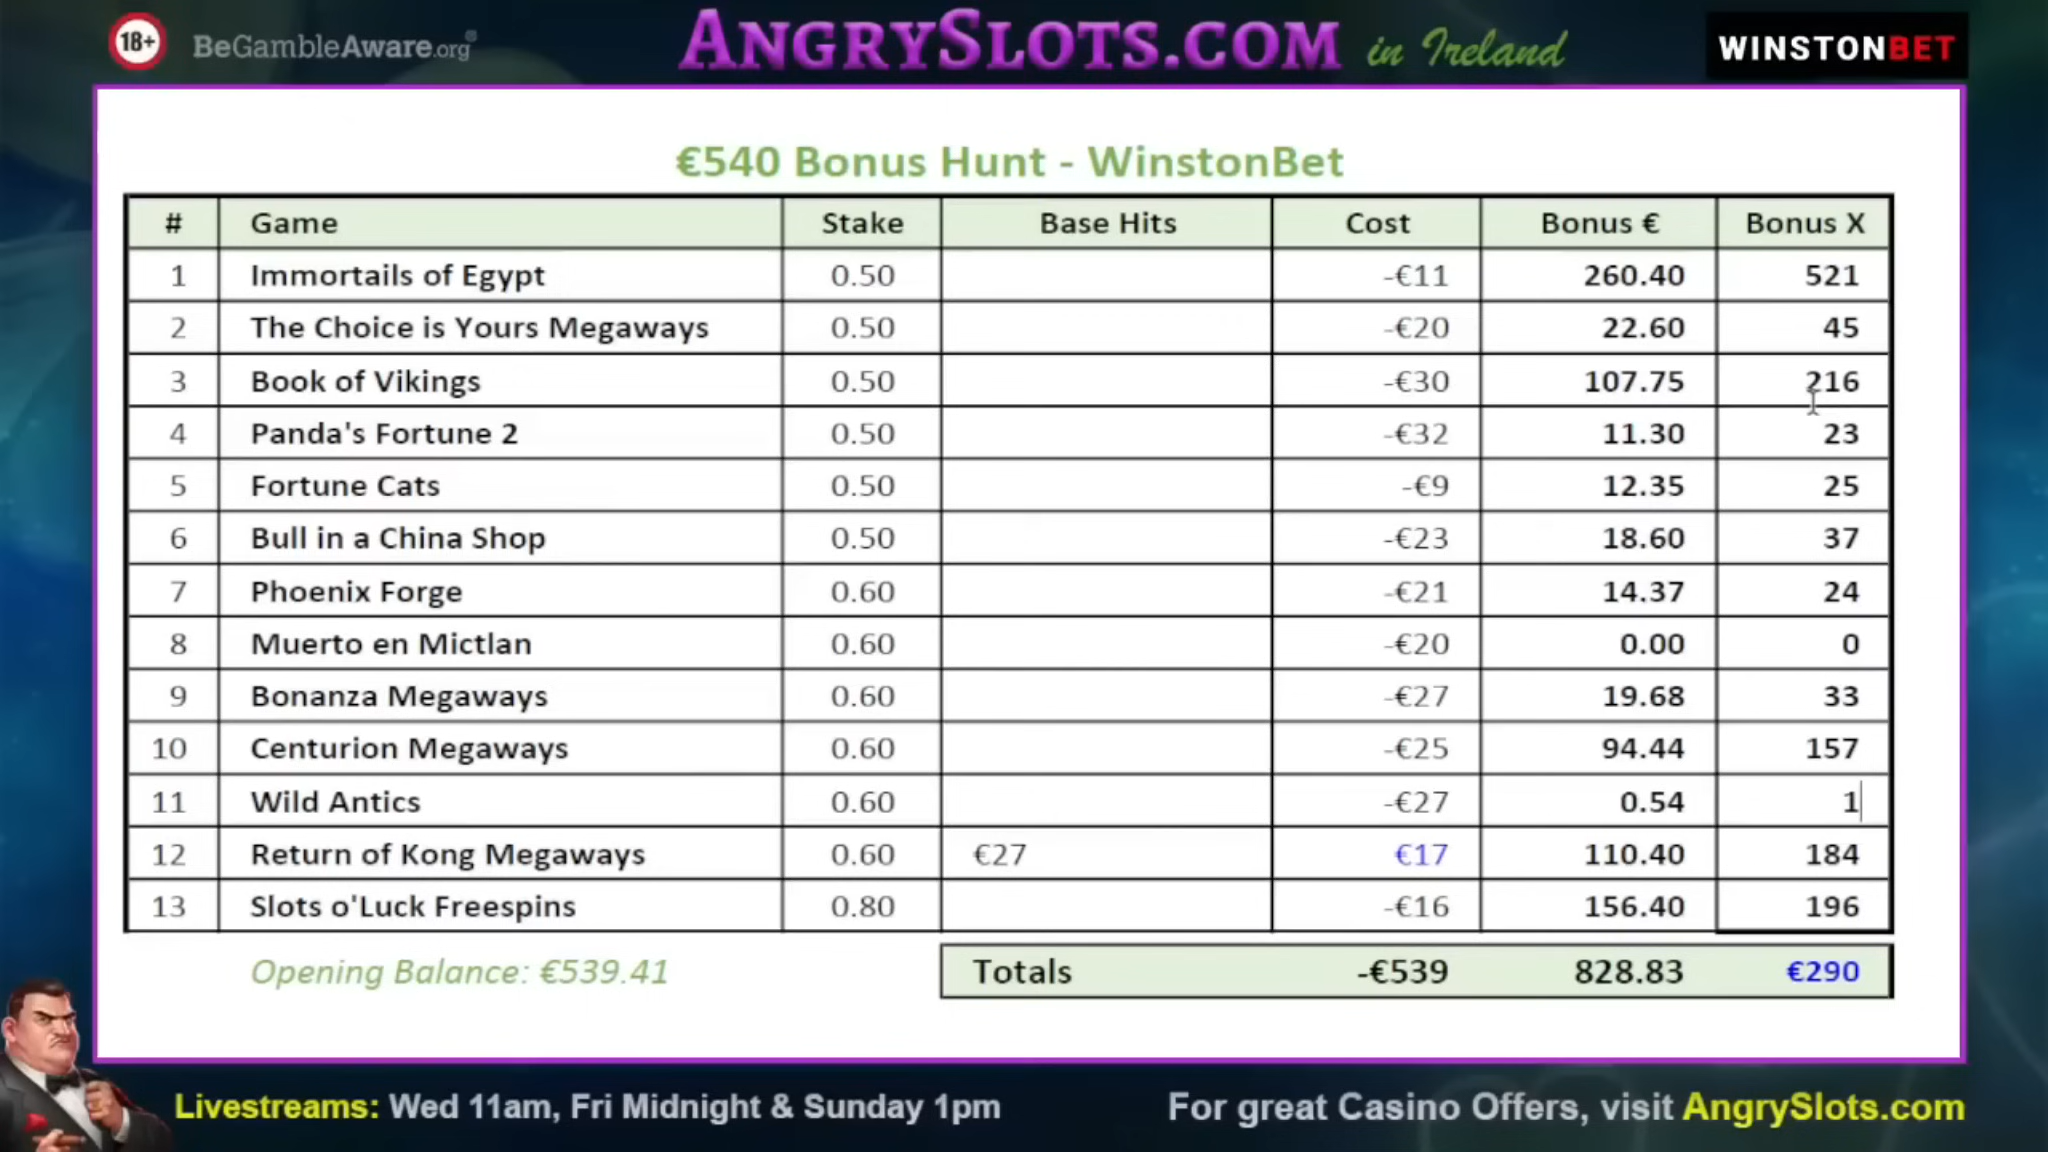 18+ BeGambleAware.org® ANGRYSLOTS.COM in Ireland WINSTONBET
€540 Bonus Hunt - WinstonBet
# Game Stake Base Hits Cost Bonus € Bonus X
1 Immortails of Egypt 0.50 -€11 260.40 521
2 The Choice is Yours Megaways 0.50 -€20 22.60 45
3 Book of Vikings 0.50 -€30 107.75 216
4 Panda's Fortune 2 0.50 -€32 11.30 23
5 Fortune Cats 0.50 -€9 12.35 25
6 Bull in a China Shop 0.50 -€23 18.60 37
7 Phoenix Forge 0.60 -€21 14.37 24
8 Muerto en Mictlan 0.60 -€20 0.00 0
9 Bonanza Megaways 0.60 -€27 19.68 33
10 Centurion Megaways 0.60 -€25 94.44 157
11 Wild Antics 0.60 -€27 0.54 1
12 Return of Kong Megaways 0.60 €27 €17 110.40 184
13 Slots o'Luck Freespins 0.80 -€16 156.40 196
Opening Balance: €539.41 Totals -€539 828.83 €290
Livestreams: Wed 11am, Fri Midnight & Sunday 1pm For great Casino Offers, visit AngrySlots.com